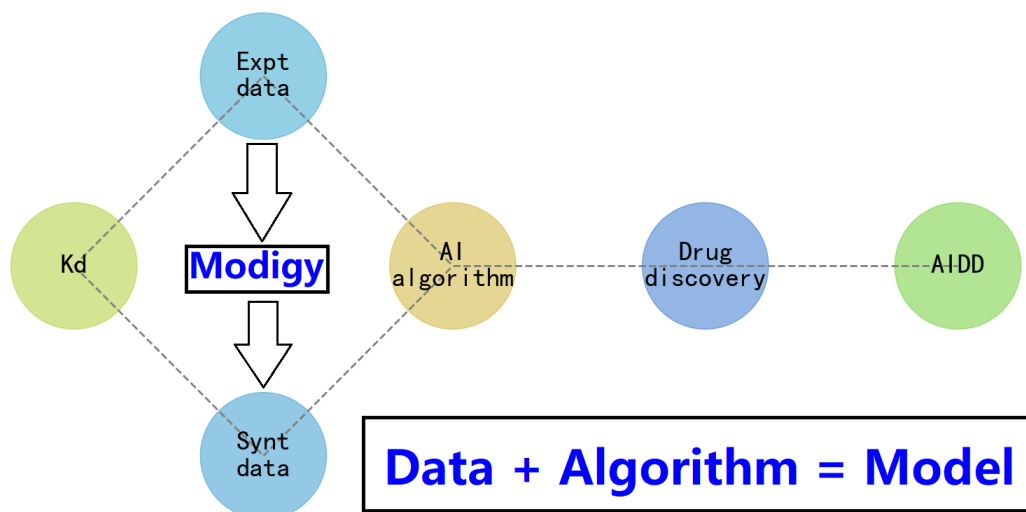 Expt
data
Kd
Modigy
AI
algorithm
Drug
discovery
AIDD
Synt
data
Data + Algorithm = Model